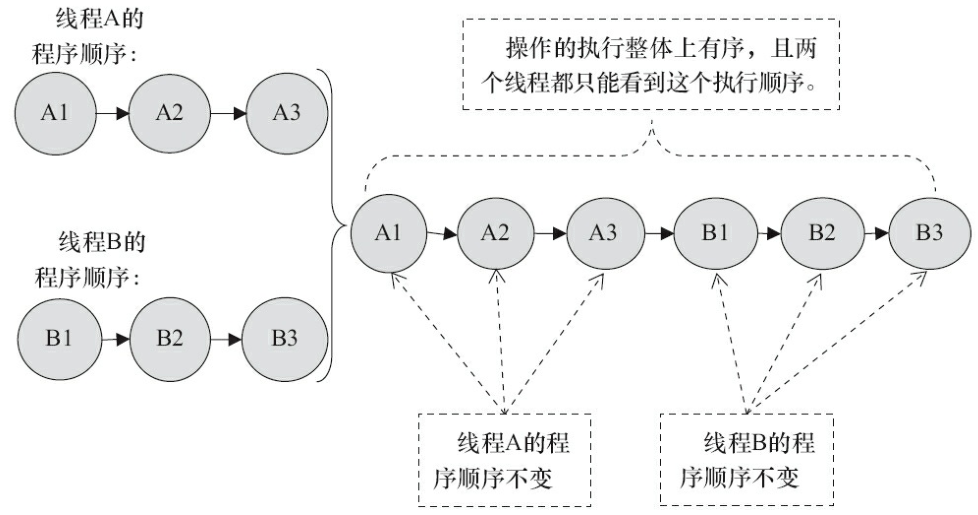 线程A的
程序顺序：
A1
A2
A3
操作的执行整体上有序，且两
个线程都只能看到这个执行顺序。
A1
A2
A3
B1
B2
B3
线程B的
程序顺序：
B1
B2
B3
线程A的程
序顺序不变
线程B的程
序顺序不变